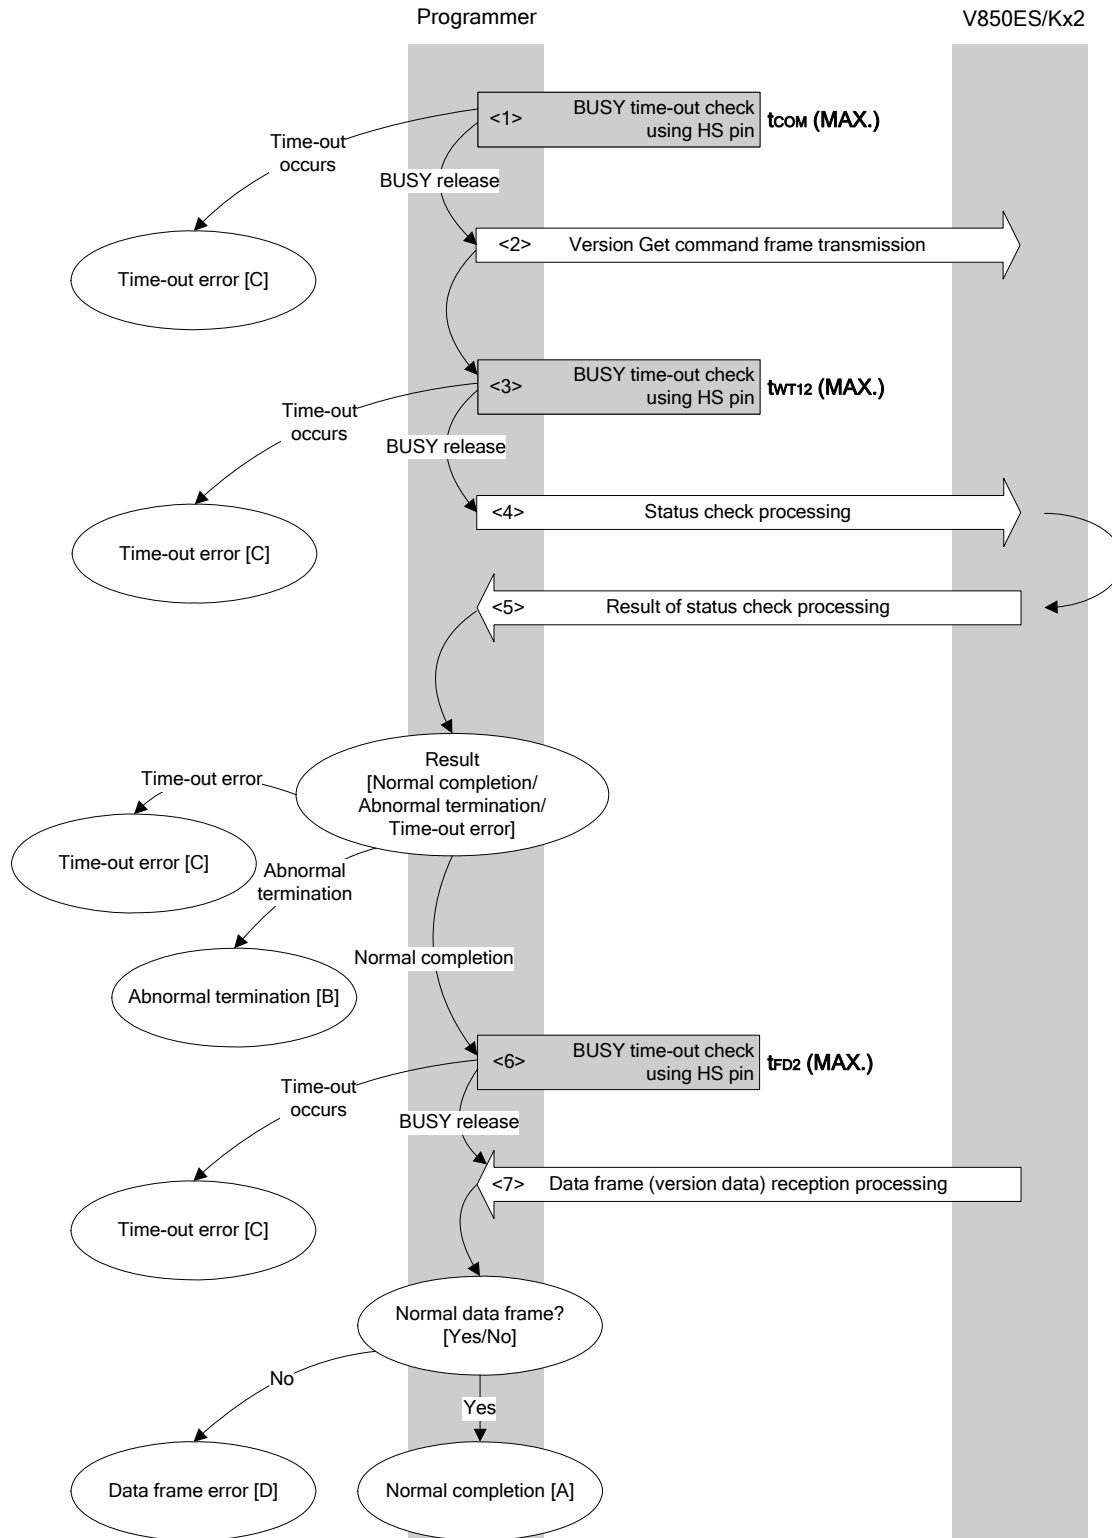 Programmer
V850ES/Kx2
<1>
BUSY time-out check
using HS pin
tCOM (MAX.)
Time-out
occurs
BUSY release
<2>
Version Get command frame transmission
Time-out error [C]
<3>
BUSY time-out check
using HS pin
tWT12 (MAX.)
Time-out
occurs
BUSY release
<4>
Status check processing
Time-out error [C]
<5>
Result of status check processing
Result
[Normal completion/
Abnormal termination/
Time-out error]
Time-out error
Time-out error [C]
Abnormal
termination
Normal completion
Abnormal termination [B]
<6>
BUSY time-out check
using HS pin
tFD2 (MAX.)
Time-out
occurs
BUSY release
<7>
Data frame (version data) reception processing
Time-out error [C]
Normal data frame?
[Yes/No]
No
Yes
Data frame error [D]
Normal completion [A]